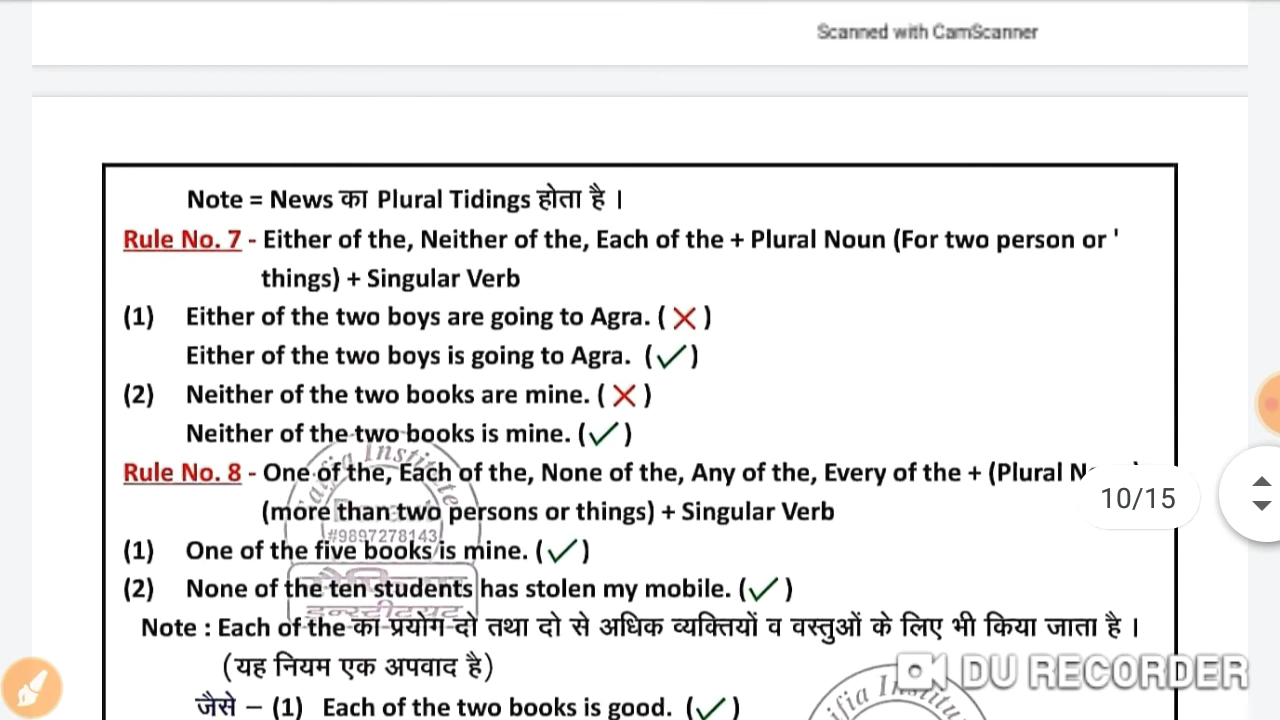 Scanned with CamScanner
Note = News का Plural Tidings होता है ।
Rule No. 7 - Either of the, Neither of the, Each of the + Plural Noun (For two person or '
things) + Singular Verb
(1) Either of the two boys are going to Agra. ( ✗ )
Either of the two boys is going to Agra. (✓)
(2) Neither of the two books are mine. ( ✗ )
Neither of the two books is mine. (✓)
Rule No. 8 - One of the, Each of the, None of the, Any of the, Every of the + (Plural
10/15
(more than two persons or things) + Singular Verb
#9897278143
(1) One of the five books is mine. (✓)
(2) None of the ten students has stolen my mobile. (✓)
इन्स्टीट्यूट
Note : Each of the का प्रयोग दो तथा दो से अधिक व्यक्तियों व वस्तुओं के लिए भी किया जाता है ।
(यह नियम एक अपवाद है)
DU RECORDER
जैसे – (1) Each of the two books is good. (✓)